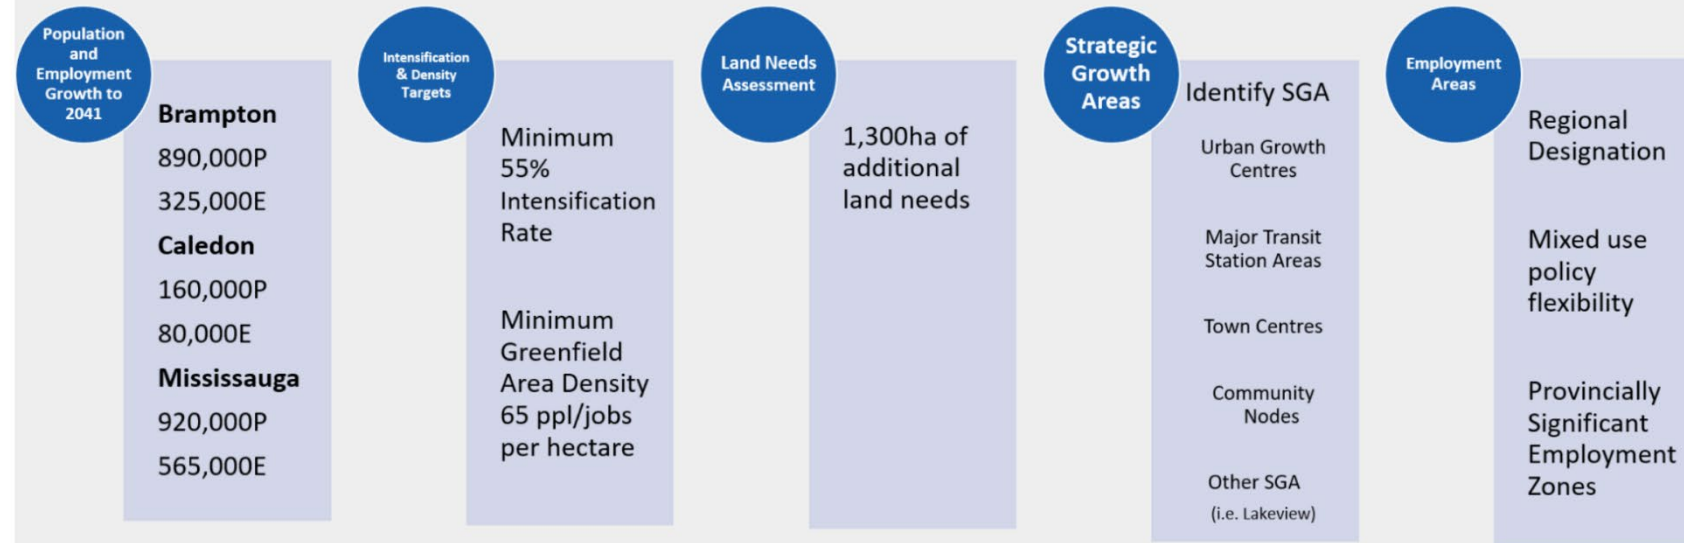 Population
and
Employment
Growth to
2041
Brampton
890,000P
325,000E
Caledon
160,000P
80,000E
Mississauga
920,000P
565,000E
Intensification
& Density
Targets
Minimum
55%
Intensification
Rate
Minimum
Greenfield
Area Density
65 ppl/jobs
per hectare
Land Needs
Assessment
1,300ha of
additional
land needs
Strategic
Growth
Areas
Identify SGA
Urban Growth
Centres
Major Transit
Station Areas
Town Centres
Community
Nodes
Other SGA
(i.e. Lakeview)
Employment
Areas
Regional
Designation
Mixed use
policy
flexibility
Provincially
Significant
Employment
Zones